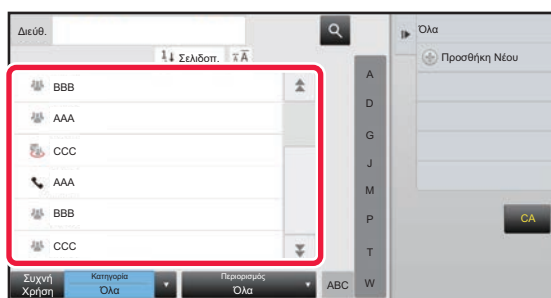 Διεύθ.
1↓ Σελιδοπ.
BBB
AAA
CCC
AAA
BBB
CCC
A
D
G
J
M
P
T
W
Συχνή Χρήση
Κατηγορία
Όλα
Περιορισμός
Όλα
ABC
Όλα
Προσθήκη Νέου
CA